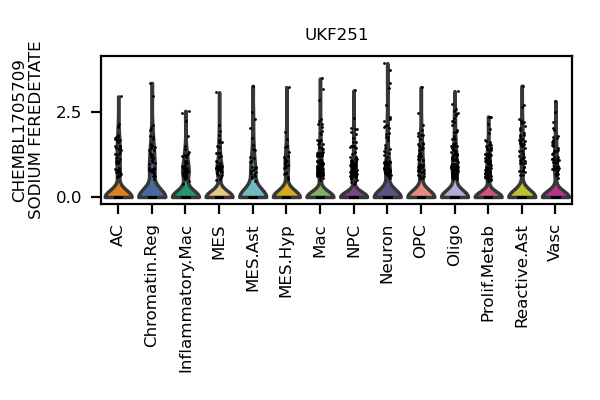 UKF251
CHEMBL1705709
SODIUM FEREDETATE
2.5
0.0
AC
Chromatin.Reg
Inflammatory.Mac
MES
MES.Ast
MES.Hyp
Mac
NPC
Neuron
OPC
Oligo
Prolif.Metab
Reactive.Ast
Vasc